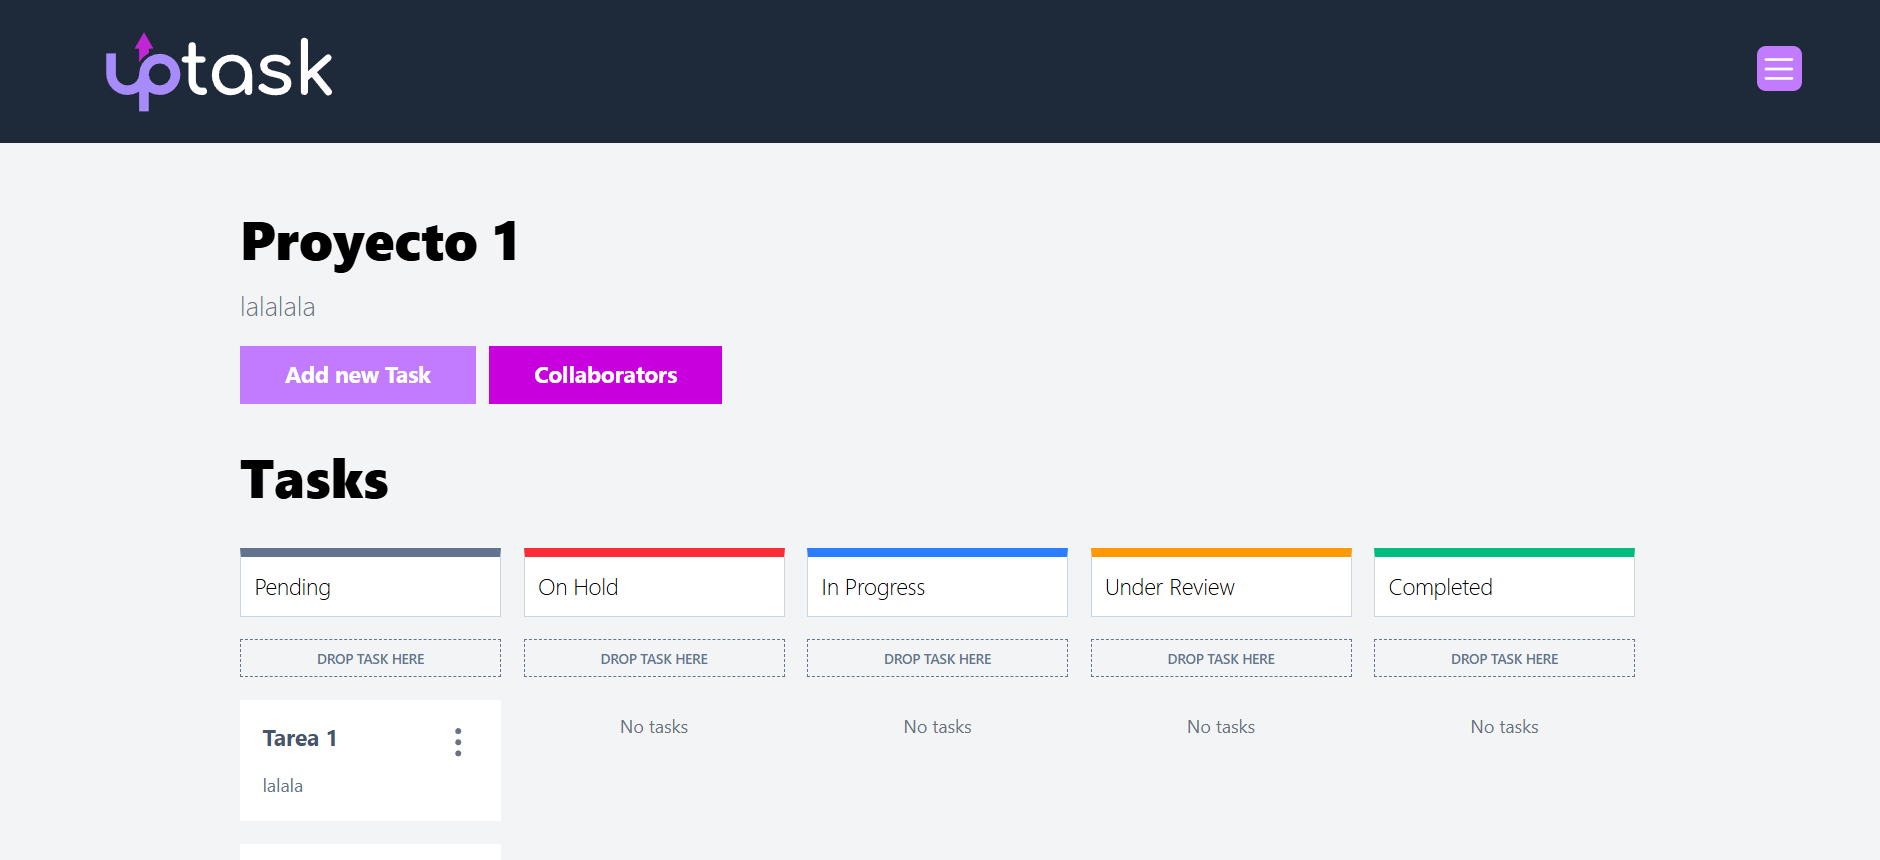 uptask
Proyecto 1
lalalala
Add new Task
Collaborators
Tasks
Pending
On Hold
In Progress
Under Review
Completed
DROP TASK HERE
DROP TASK HERE
DROP TASK HERE
DROP TASK HERE
DROP TASK HERE
Tarea 1
lalala
No tasks
No tasks
No tasks
No tasks